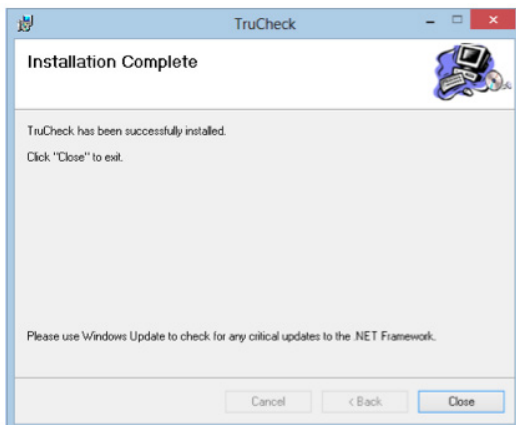 TruCheck
Installation Complete
TruCheck has been successfully installed.
Click "Close" to exit.
Please use Windows Update to check for any critical updates to the .NET Framework.
Cancel
< Back
Close